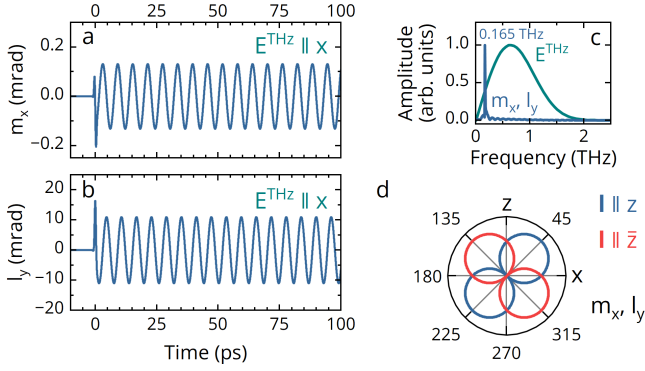 0 25 50 75 100
a
E^THz ∥ x
0.2
0.0
−0.2
m_x (mrad)
b
E^THz ∥ x
20
10
0
−10
−20
l_y (mrad)
0 25 50 75 100
Time (ps)
c
0.165 THz
E^THz
m_x, l_y
1.0
0.5
0.0
Amplitude
(arb. units)
0 1 2
Frequency (THz)
d
z
135 45
180 x
225 315
270
l ∥ z
l ∥ z̄
m_x, l_y